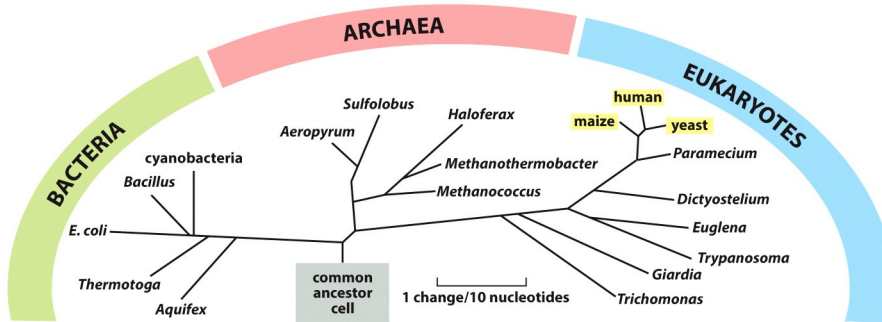 BACTERIA
ARCHAEA
EUKARYOTES
cyanobacteria
Bacillus
E. coli
Thermotoga
Aquifex
common
ancestor
cell
Sulfolobus
Aeropyrum
Haloferax
Methanothermobacter
Methanococcus
1 change/10 nucleotides
human
maize
yeast
Paramecium
Dictyostelium
Euglena
Trypanosoma
Giardia
Trichomonas